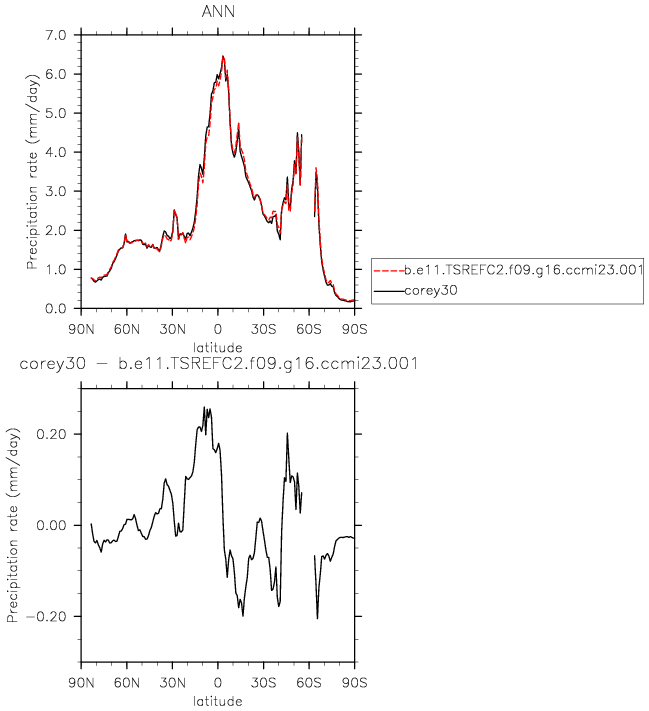 ANN
7.0
6.0
5.0
4.0
3.0
2.0
1.0
0.0
Precipitation rate (mm/day)
90N 60N 30N 0 30S 60S 90S
latitude
b.e11.TSREFC2.f09.g16.ccmi23.001
corey30
corey30 − b.e11.TSREFC2.f09.g16.ccmi23.001
0.20
0.00
−0.20
Precipitation rate (mm/day)
90N 60N 30N 0 30S 60S 90S
latitude